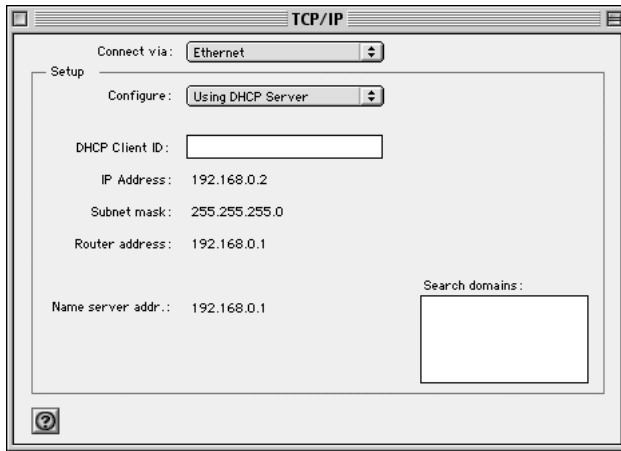 TCP/IP
Connect via: Ethernet
Setup
Configure: Using DHCP Server
DHCP Client ID:
IP Address: 192.168.0.2
Subnet mask: 255.255.255.0
Router address: 192.168.0.1
Search domains:
Name server addr.: 192.168.0.1
?